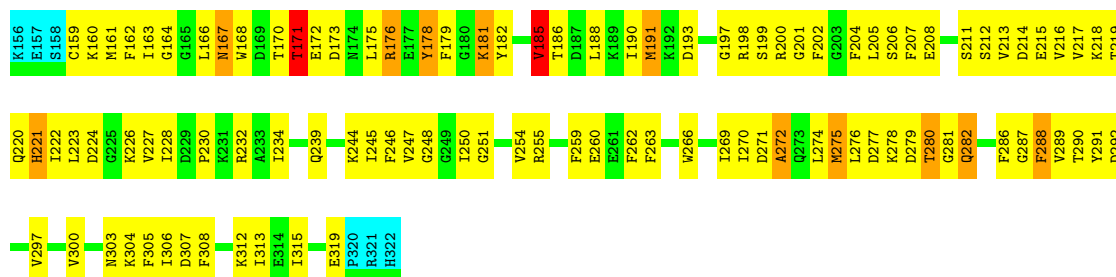 K156 E157 S158 C159 K160 M161 F162 I163 G164 G165 L166 N167 W168 D169 T170 T171 E172 D173 N174 L175 R176 E177 Y178 F179 G180 K181 Y182 V185 T186 D187 L188 K189 I190 M191 K192 D193 G197 R198 S199 R200 G201 F202 G203 F204 L205 S206 F207 E208 S211 S212 V213 D214 E215 V216 V217 K218 T219
Q220 H221 I222 L223 D224 G225 K226 V227 I228 D229 P230 K231 R232 A233 I234 Q239 K244 I245 F246 V247 G248 G249 I250 G251 V254 R255 F259 E260 E261 F262 F263 W266 I269 I270 D271 A272 Q273 L274 M275 L276 D277 K278 D279 T280 G281 Q282 F286 G287 F288 V289 T290 Y291
V297 V300 N303 K304 F305 I306 D307 F308 K312 I313 E314 I315 E319 P320 R321 H322